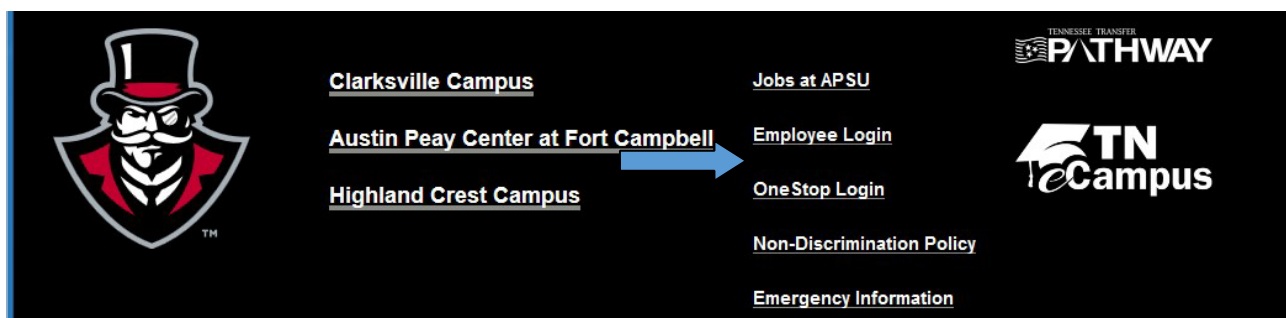 TM
Clarksville Campus
Austin Peay Center at Fort Campbell
Highland Crest Campus
Jobs at APSU
Employee Login
OneStop Login
Non-Discrimination Policy
Emergency Information
TENNESSEE TRANSFER
PATHWAY
TN
eCampus